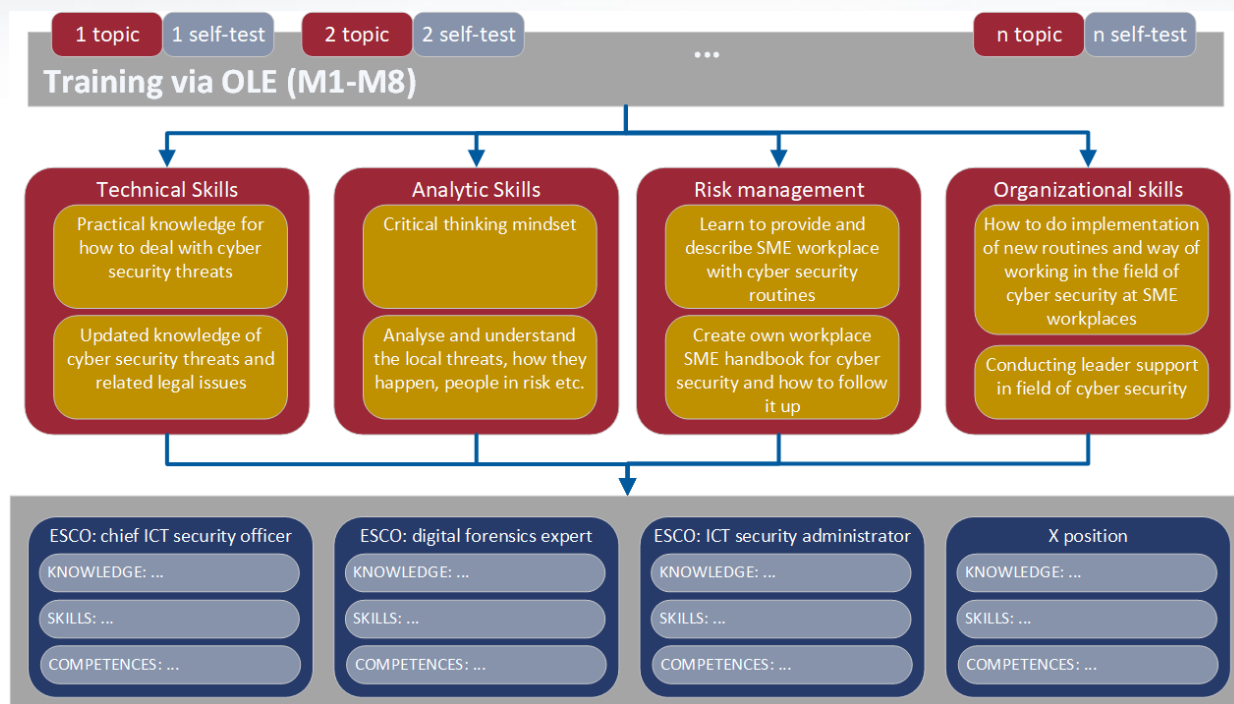 1 topic 1 self-test 2 topic 2 self-test ... n topic n self-test
Training via OLE (M1-M8)
Technical Skills
Practical knowledge for
how to deal with cyber
security threats
Updated knowledge of
cyber security threats and
related legal issues
Analytic Skills
Critical thinking mindset
Analyse and understand
the local threats, how they
happen, people in risk etc.
Risk management
Learn to provide and
describe SME workplace
with cyber security
routines
Create own workplace
SME handbook for cyber
security and how to follow
it up
Organizational skills
How to do implementation
of new routines and way of
working in the field of
cyber security at SME
workplaces
Conducting leader support
in field of cyber security
ESCO: chief ICT security officer
KNOWLEDGE: ...
SKILLS: ...
COMPETENCES: ...
ESCO: digital forensics expert
KNOWLEDGE: ...
SKILLS: ...
COMPETENCES: ...
ESCO: ICT security administrator
KNOWLEDGE: ...
SKILLS: ...
COMPETENCES: ...
X position
KNOWLEDGE: ...
SKILLS: ...
COMPETENCES: ...